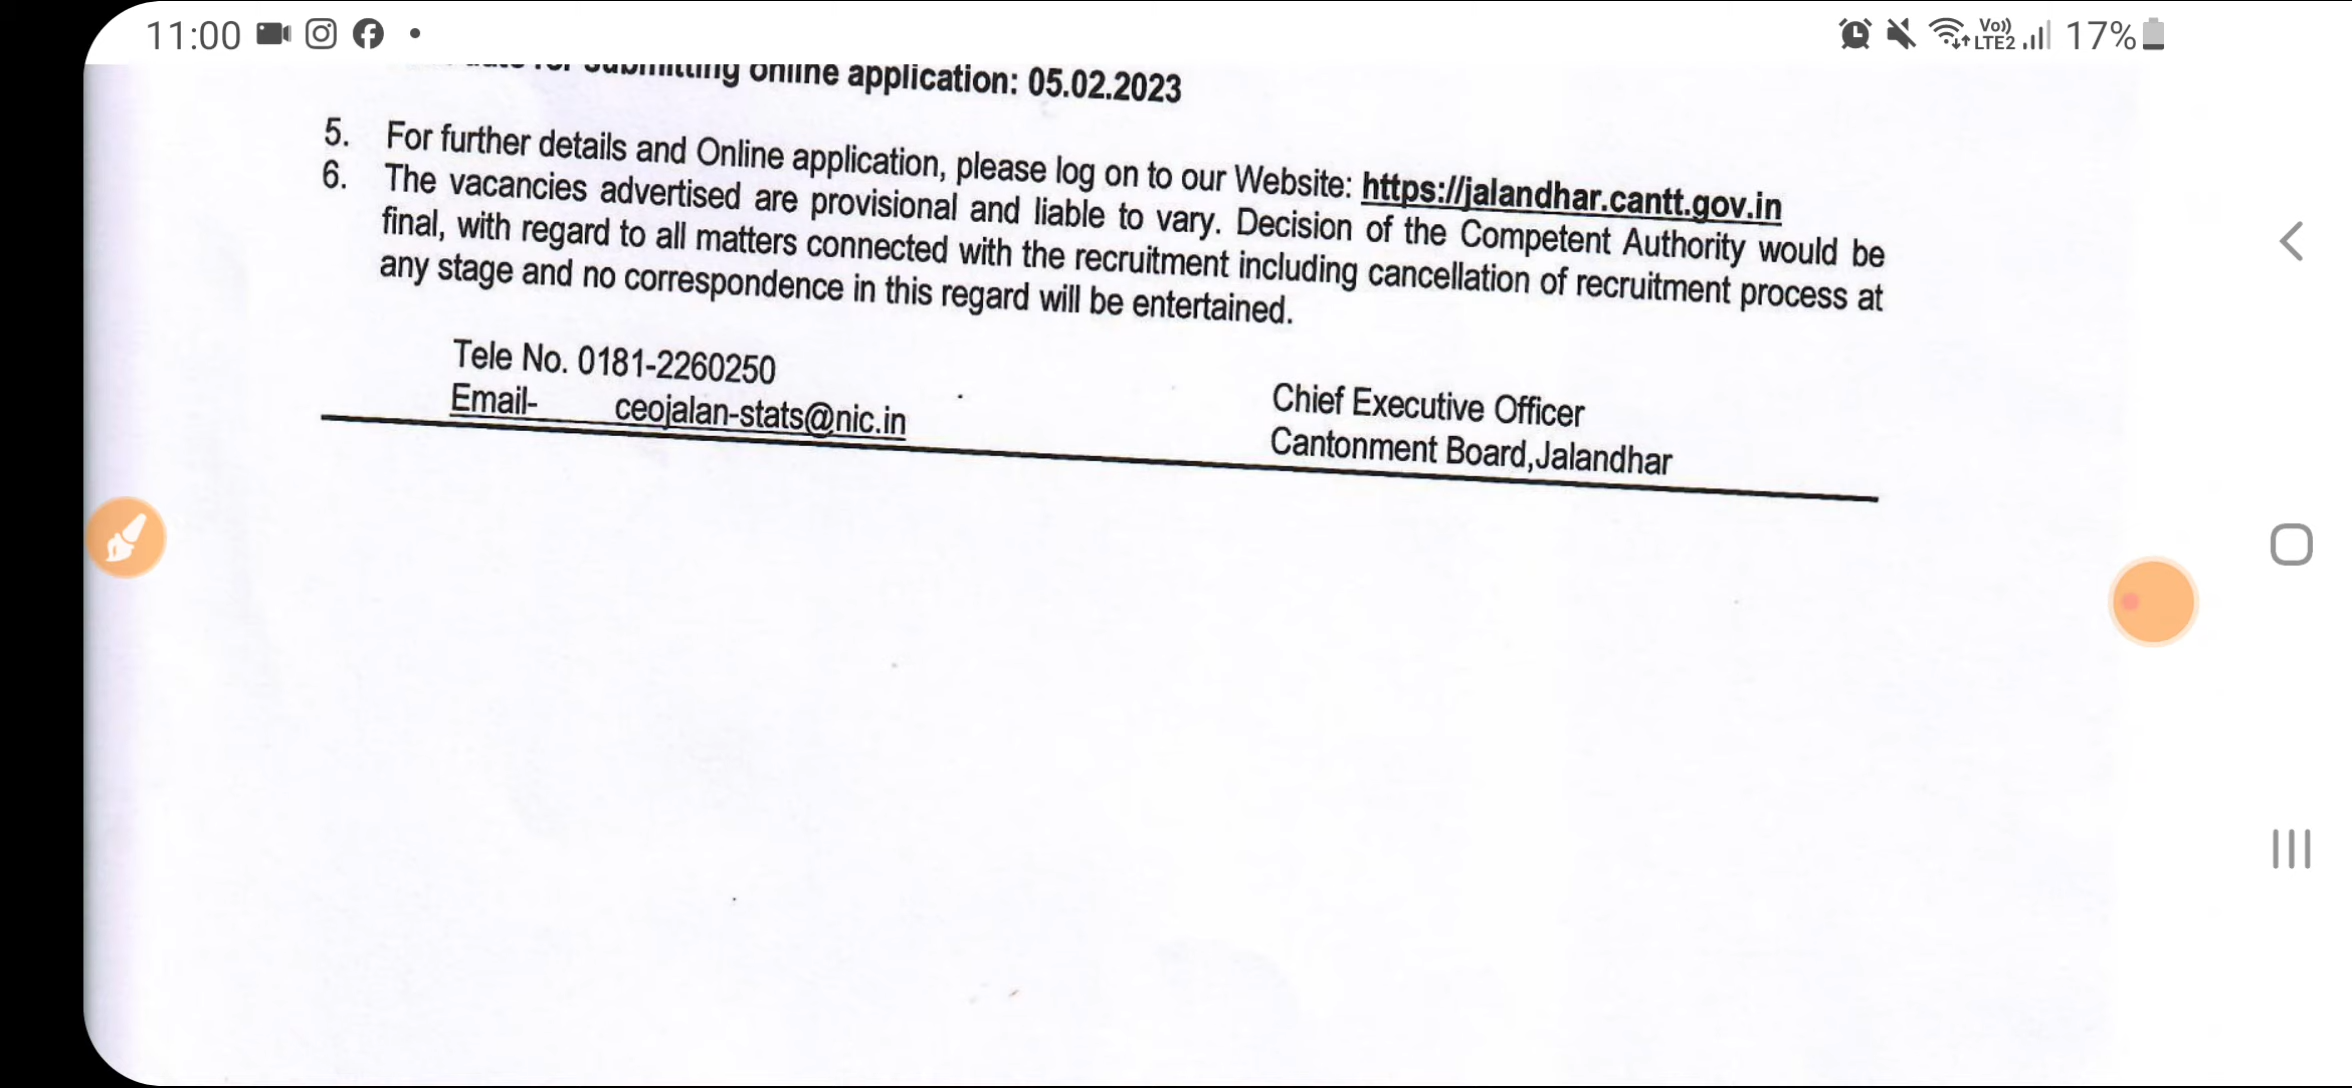 11:00
Vo)) LTE2 17%
submitting online application: 05.02.2023
5. For further details and Online application, please log on to our Website: https://jalandhar.cantt.gov.in
6. The vacancies advertised are provisional and liable to vary. Decision of the Competent Authority would be
final, with regard to all matters connected with the recruitment including cancellation of recruitment process at
any stage and no correspondence in this regard will be entertained.
Tele No. 0181-2260250
Email- ceojalan-stats@nic.in
Chief Executive Officer
Cantonment Board,Jalandhar